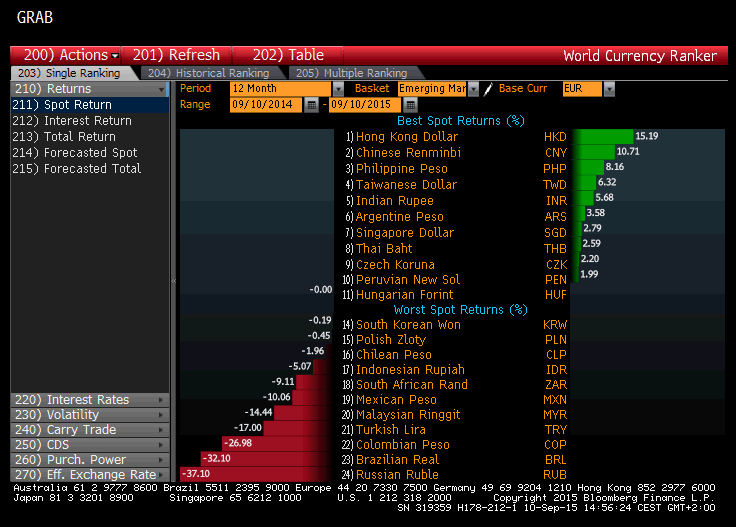 GRAB
200) Actions 201) Refresh 202) Table World Currency Ranker
203) Single Ranking 204) Historical Ranking 205) Multiple Ranking
210) Returns Period 12 Month Basket Emerging Mar Base Curr EUR
211) Spot Return Range 09/10/2014 - 09/10/2015
212) Interest Return
213) Total Return
214) Forecasted Spot
215) Forecasted Total
Best Spot Returns (%)
1) Hong Kong Dollar HKD 15.19
2) Chinese Renminbi CNY 10.71
3) Philippine Peso PHP 8.16
4) Taiwanese Dollar TWD 6.32
5) Indian Rupee INR 5.68
6) Argentine Peso ARS 3.58
7) Singapore Dollar SGD 2.79
8) Thai Baht THB 2.59
9) Czech Koruna CZK 2.20
10) Peruvian New Sol PEN 1.99
-0.00 11) Hungarian Forint HUF
Worst Spot Returns (%)
-0.19 14) South Korean Won KRW
-0.45 15) Polish Zloty PLN
-1.96 16) Chilean Peso CLP
-5.07 17) Indonesian Rupiah IDR
-9.11 18) South African Rand ZAR
-10.06 19) Mexican Peso MXN
-14.44 20) Malaysian Ringgit MYR
-17.00 21) Turkish Lira TRY
-26.98 22) Colombian Peso COP
-32.10 23) Brazilian Real BRL
-37.10 24) Russian Ruble RUB
220) Interest Rates
230) Volatility
240) Carry Trade
250) CDS
260) Purch. Power
270) Eff. Exchange Rate
Australia 61 2 9777 8600 Brazil 5511 2395 9000 Europe 44 20 7330 7500 Germany 49 69 9204 1210 Hong Kong 852 2977 6000
Japan 81 3 3201 8900 Singapore 65 6212 1000 U.S. 1 212 318 2000 Copyright 2015 Bloomberg Finance L.P.
SN 319359 H178-212-1 10-Sep-15 14:56:24 CEST GMT+2:00